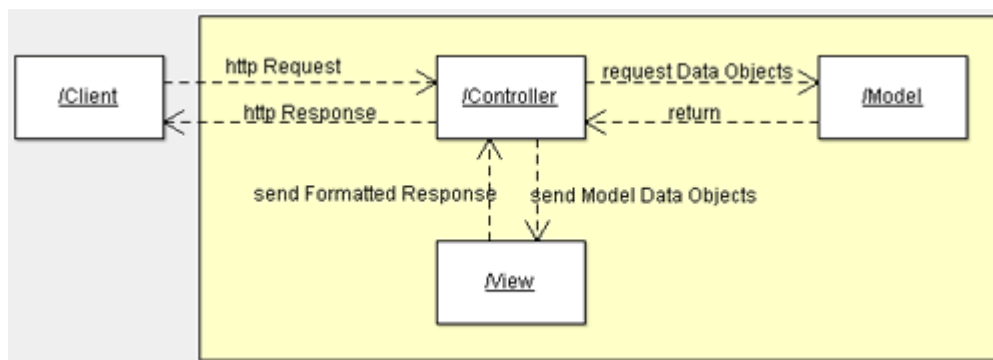 http Request
request Data Objects
/Client
/Controller
/Model
http Response
return
send Formatted Response
send Model Data Objects
/View